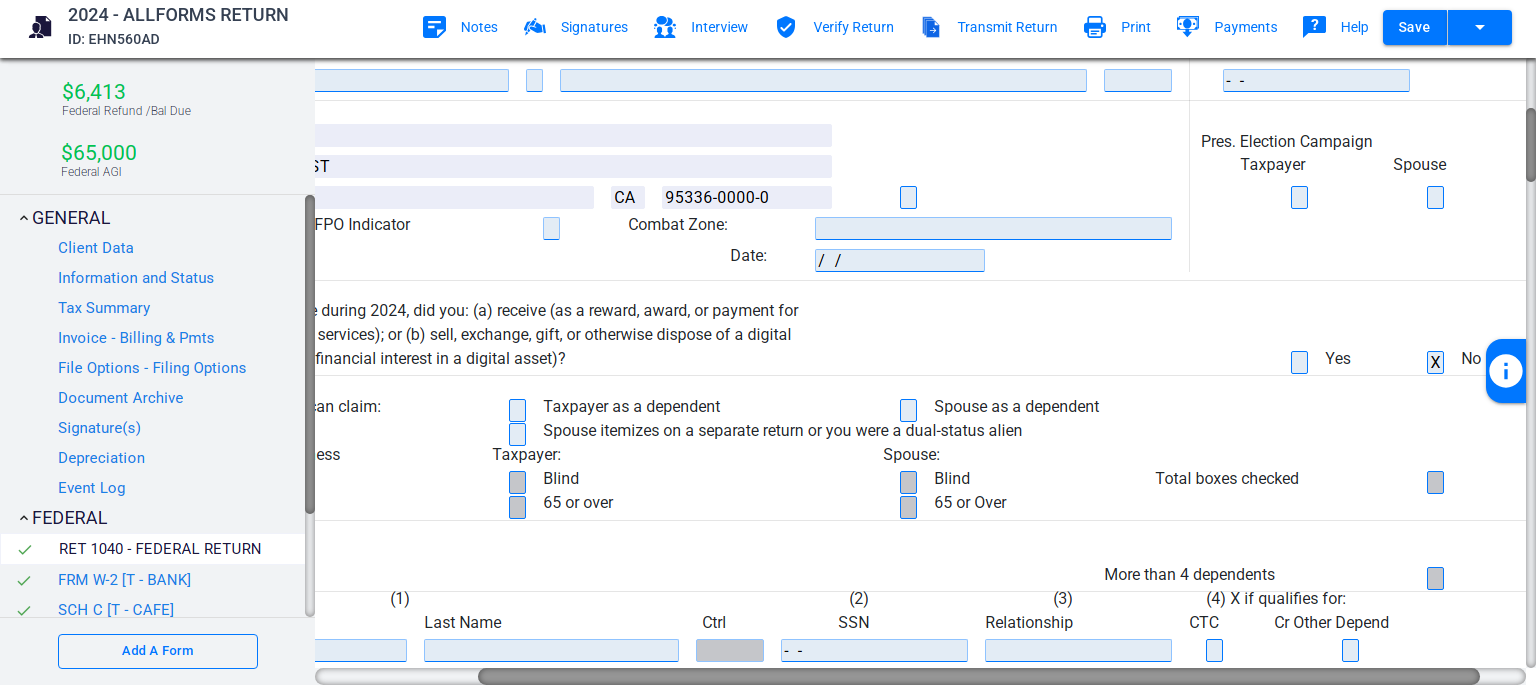 2024 - ALLFORMS RETURN
ID: EHN560AD
Notes
Signatures
Interview
Verify Return
Transmit Return
Print
Payments
Help
Save
$6,413
Federal Refund /Bal Due
$65,000
Federal AGI
GENERAL
Client Data
Information and Status
Tax Summary
Invoice - Billing & Pmts
File Options - Filing Options
Document Archive
Signature(s)
Depreciation
Event Log
FEDERAL
RET 1040 - FEDERAL RETURN
FRM W-2 [T - BANK]
SCH C [T - CAFE]
Add A Form
- -
Pres. Election Campaign
ST
Taxpayer Spouse
CA 95336-0000-0
FPO Indicator Combat Zone:
Date: / /
during 2024, did you: (a) receive (as a reward, award, or payment for
services); or (b) sell, exchange, gift, or otherwise dispose of a digital
financial interest in a digital asset)?
Yes X No
can claim: Taxpayer as a dependent Spouse as a dependent
Spouse itemizes on a separate return or you were a dual-status alien
ess Taxpayer: Spouse:
Blind Blind Total boxes checked
65 or over 65 or Over
More than 4 dependents
(1) (2) (3) (4) X if qualifies for:
Last Name Ctrl SSN Relationship CTC Cr Other Depend
- -